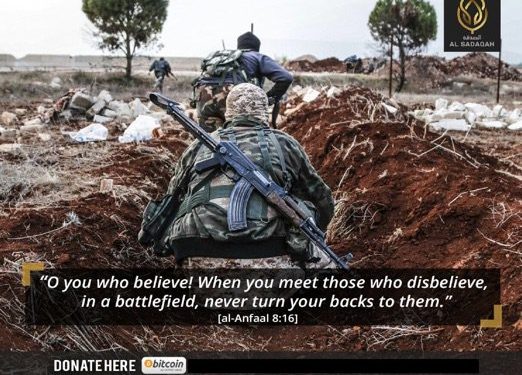 الصدقة
AL SADAQAH
“O you who believe! When you meet those who disbelieve,
in a battlefield, never turn your backs to them.”
[al-Anfaal 8:16]
DONATE HERE bitcoin